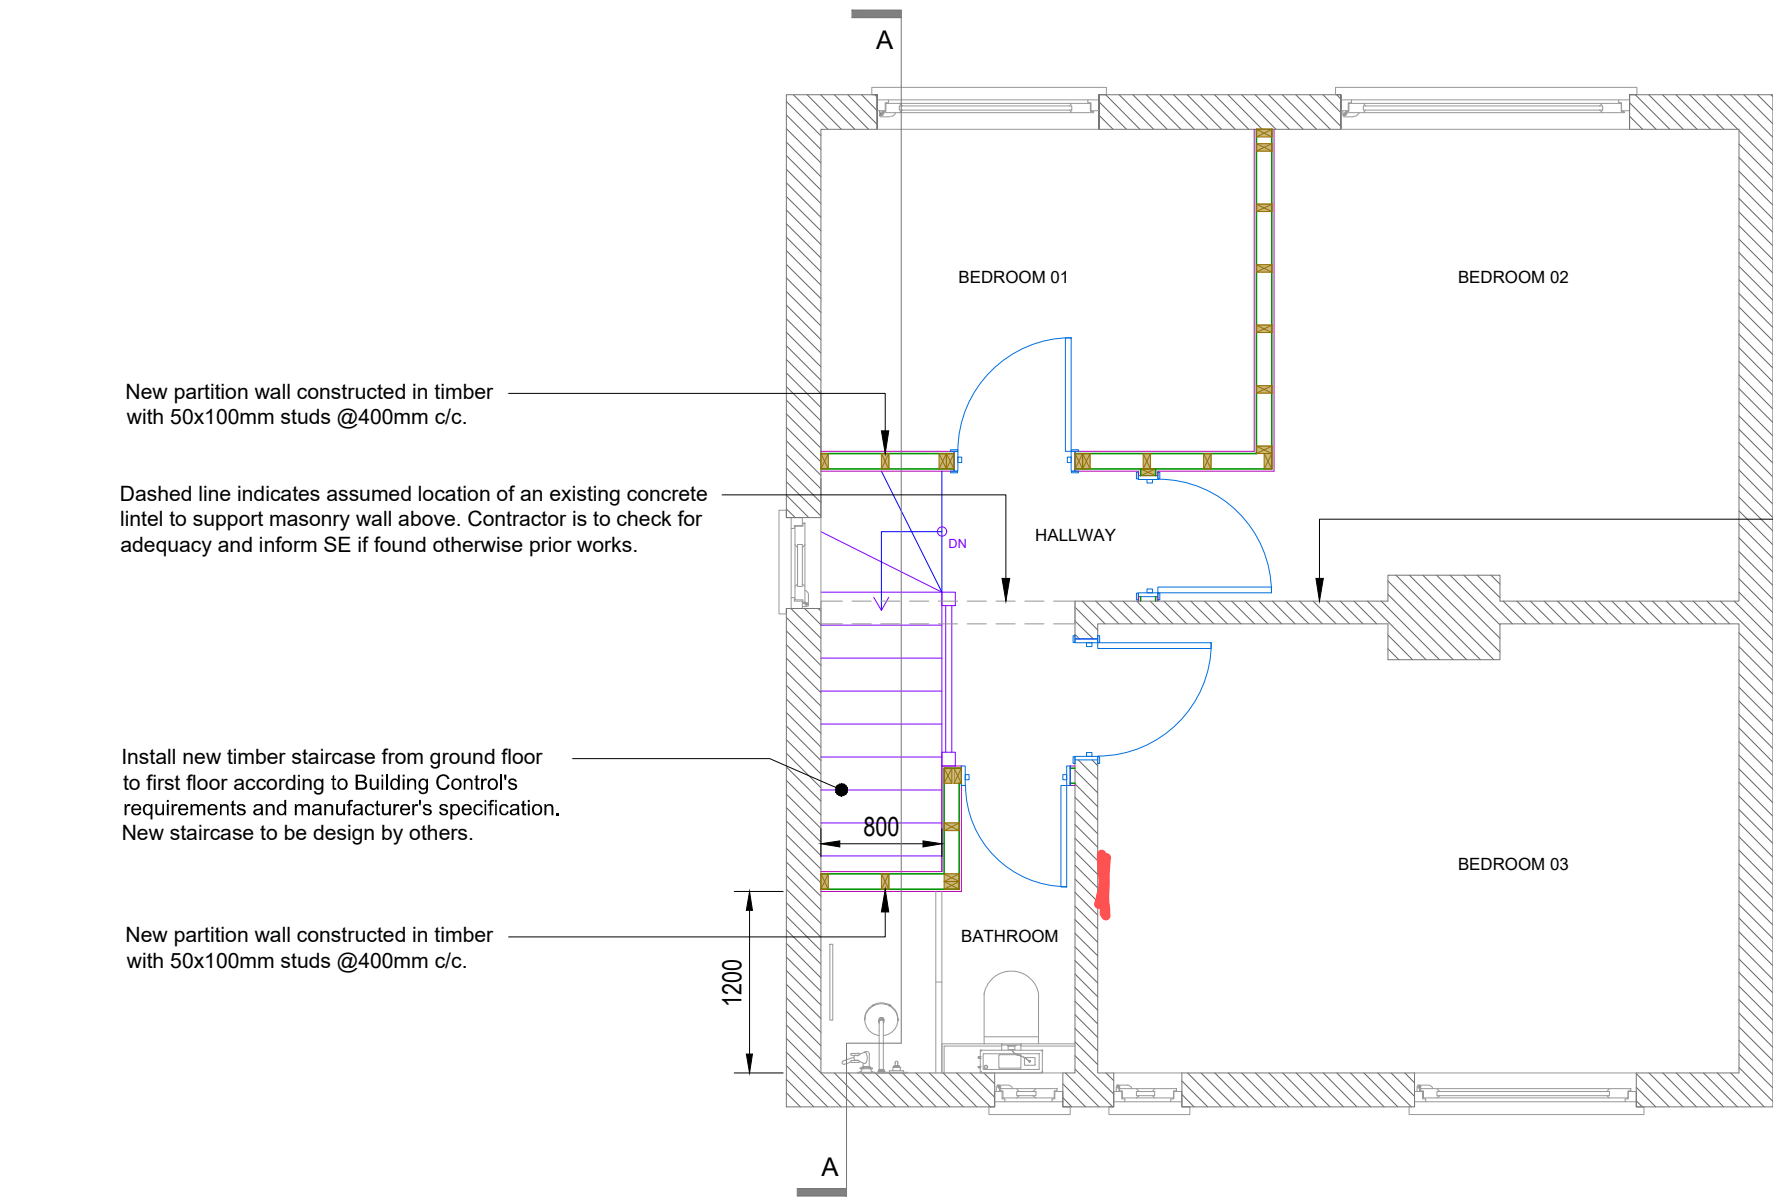 A
BEDROOM 01
BEDROOM 02
New partition wall constructed in timber
with 50x100mm studs @400mm c/c.
Dashed line indicates assumed location of an existing concrete
lintel to support masonry wall above. Contractor is to check for
adequacy and inform SE if found otherwise prior works.
HALLWAY
DN
Install new timber staircase from ground floor
to first floor according to Building Control's
requirements and manufacturer's specification.
New staircase to be design by others.
800
BEDROOM 03
New partition wall constructed in timber
with 50x100mm studs @400mm c/c.
BATHROOM
1200
A